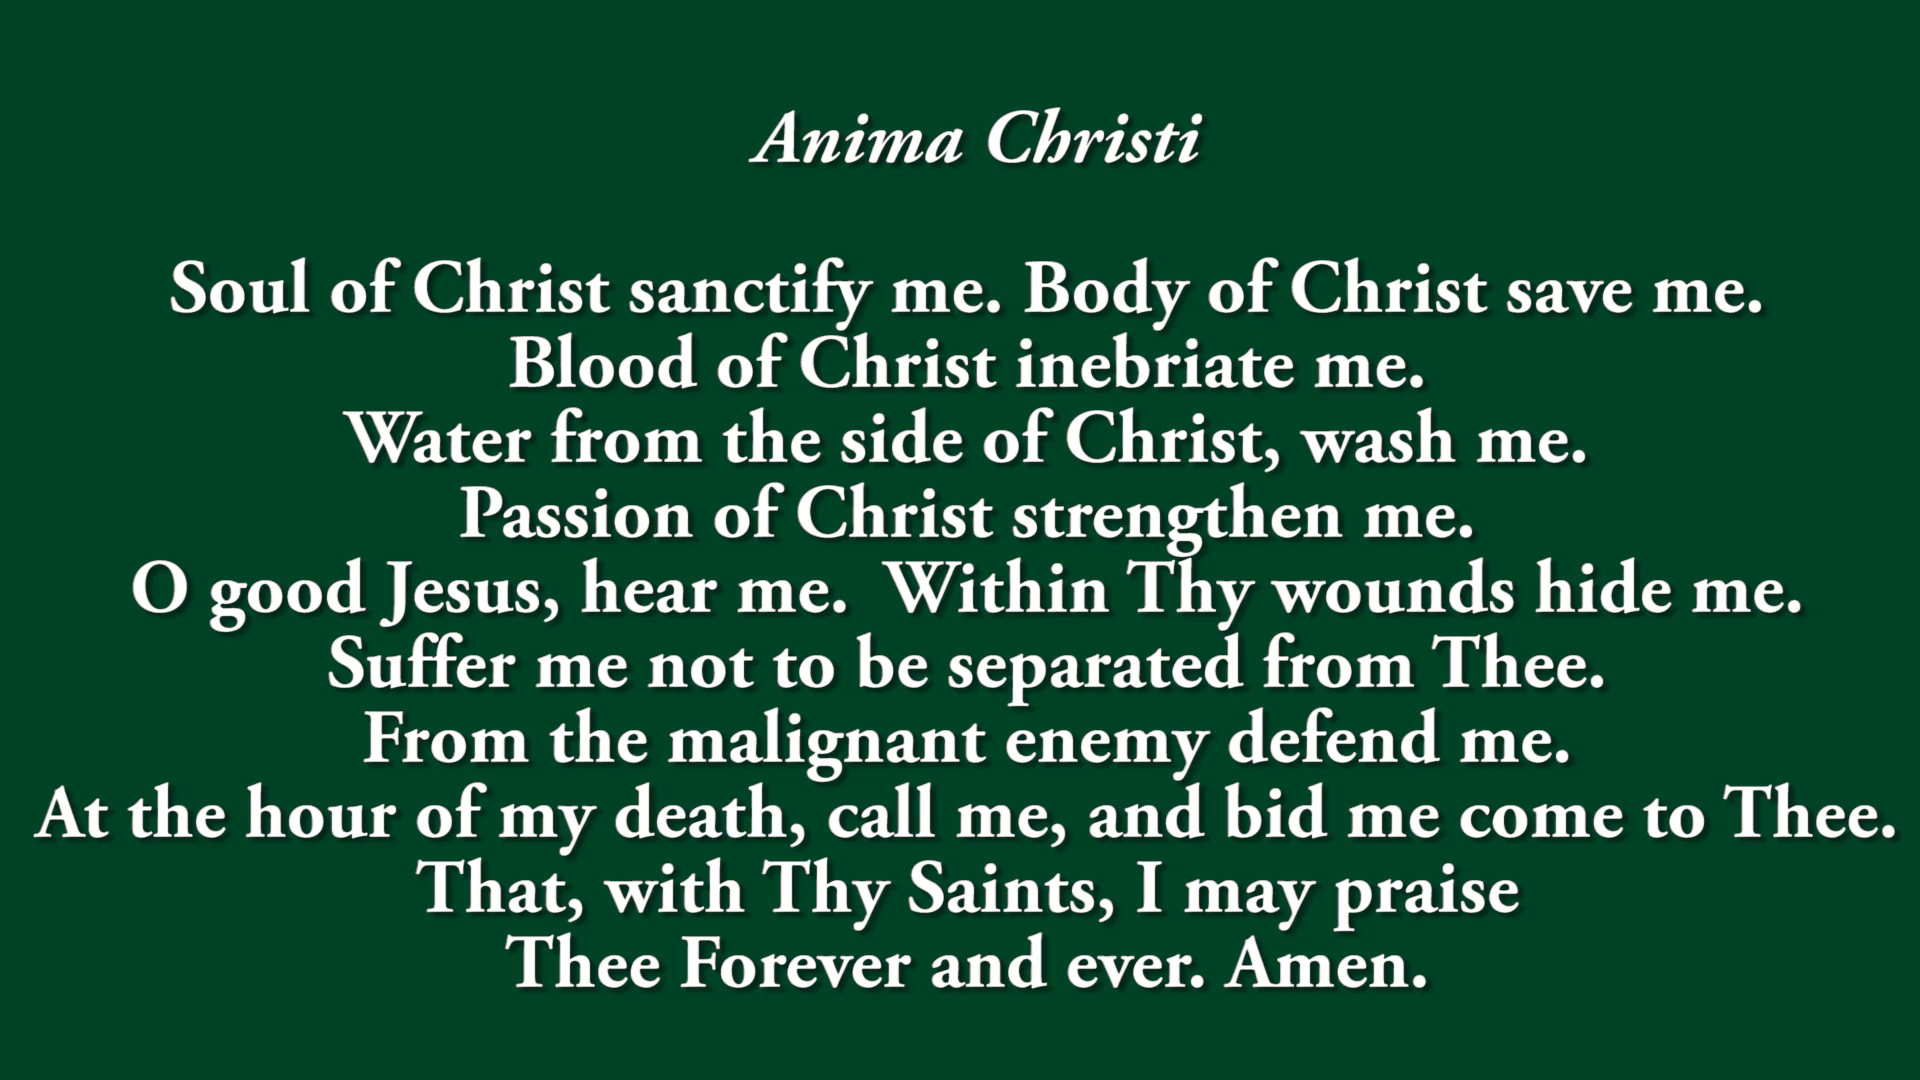 Anima Christi
Soul of Christ sanctify me. Body of Christ save me.
Blood of Christ inebriate me.
Water from the side of Christ, wash me.
Passion of Christ strengthen me.
O good Jesus, hear me.  Within Thy wounds hide me.
Suffer me not to be separated from Thee.
From the malignant enemy defend me.
At the hour of my death, call me, and bid me come to Thee.
That, with Thy Saints, I may praise
Thee Forever and ever. Amen.